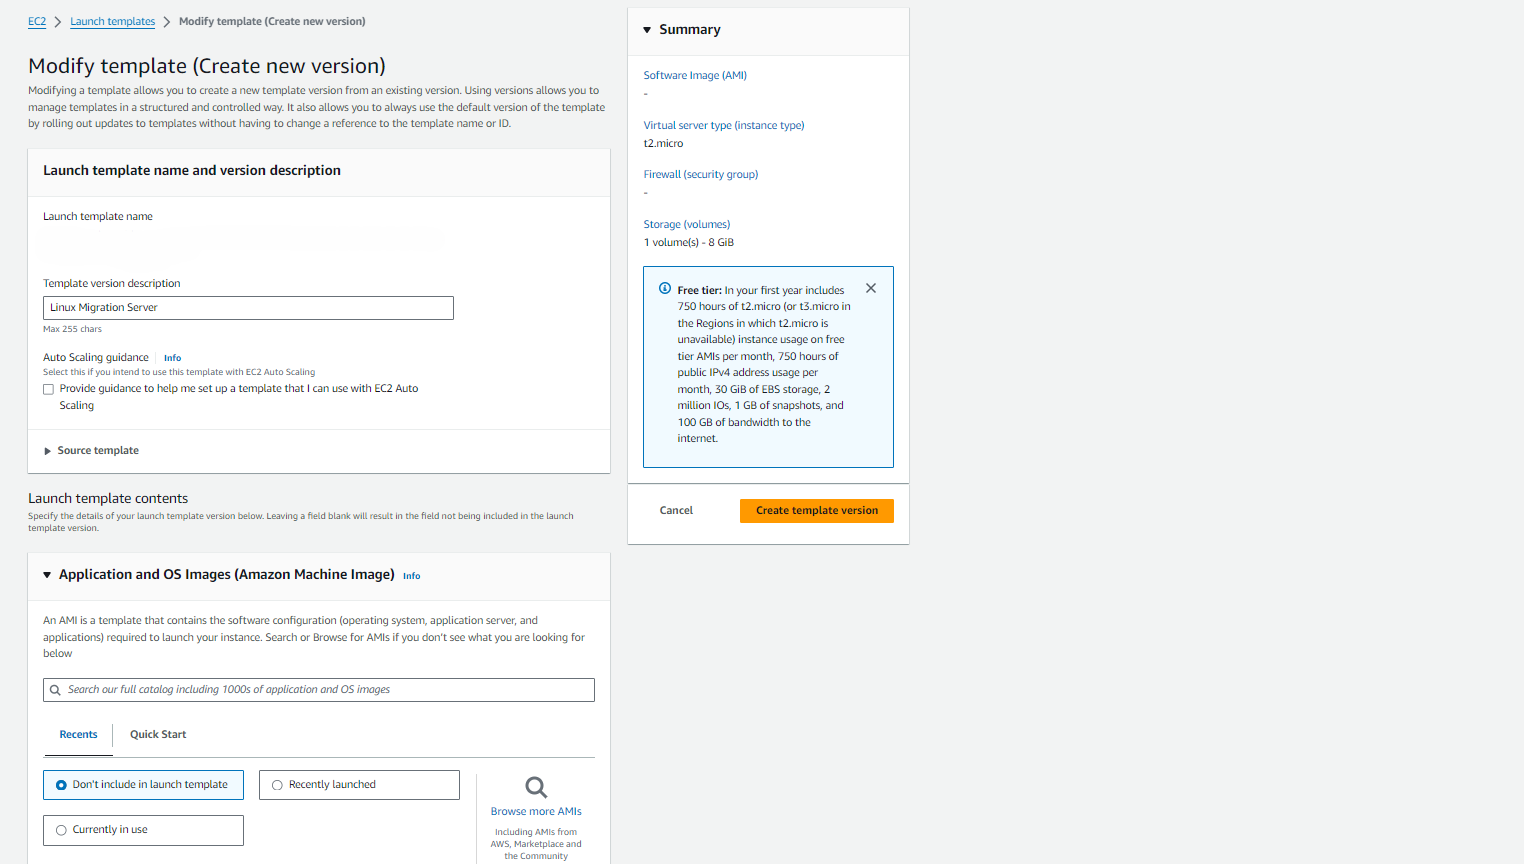 EC2 > Launch templates > Modify template (Create new version)
Modify template (Create new version)
Modifying a template allows you to create a new template version from an existing version. Using versions allows you to
manage templates in a structured and controlled way. It also allows you to always use the default version of the template
by rolling out updates to templates without having to change a reference to the template name or ID.
Launch template name and version description
Launch template name
Template version description
Linux Migration Server
Max 255 chars
Auto Scaling guidance
Info
Select this if you intend to use this template with EC2 Auto Scaling
Provide guidance to help me set up a template that I can use with EC2 Auto
Scaling
Source template
Launch template contents
Specify the details of your launch template version below. Leaving a field blank will result in the field not being included in the launch
template version.
Application and OS Images (Amazon Machine Image)
Info
An AMI is a template that contains the software configuration (operating system, application server, and
applications) required to launch your instance. Search or Browse for AMIs if you don't see what you are looking for
below
Search our full catalog including 1000s of application and OS images
Recents
Quick Start
Don't include in launch template
Recently launched
Currently in use
Browse more AMIs
Including AMIs from
AWS, Marketplace and
the Community
Summary
Software Image (AMI)
-
Virtual server type (instance type)
t2.micro
Firewall (security group)
-
Storage (volumes)
1 volume(s) - 8 GiB
Free tier: In your first year includes
750 hours of t2.micro (or t3.micro in
the Regions in which t2.micro is
unavailable) instance usage on free
tier AMIs per month, 750 hours of
public IPv4 address usage per
month, 30 GiB of EBS storage, 2
million IOs, 1 GB of snapshots, and
100 GB of bandwidth to the
internet.
Cancel
Create template version